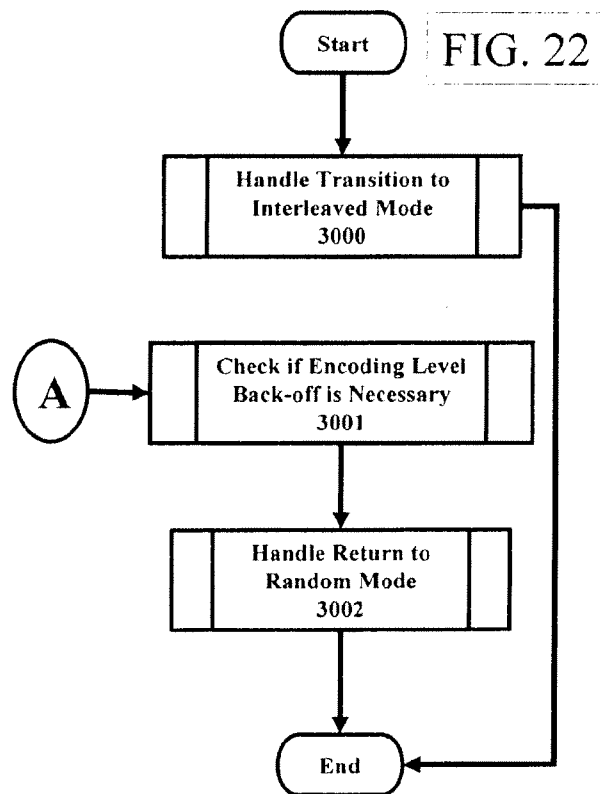 Start
FIG. 22
Handle Transition to
Interleaved Mode
3000
A
Check if Encoding Level
Back-off is Necessary
3001
Handle Return to
Random Mode
3002
End